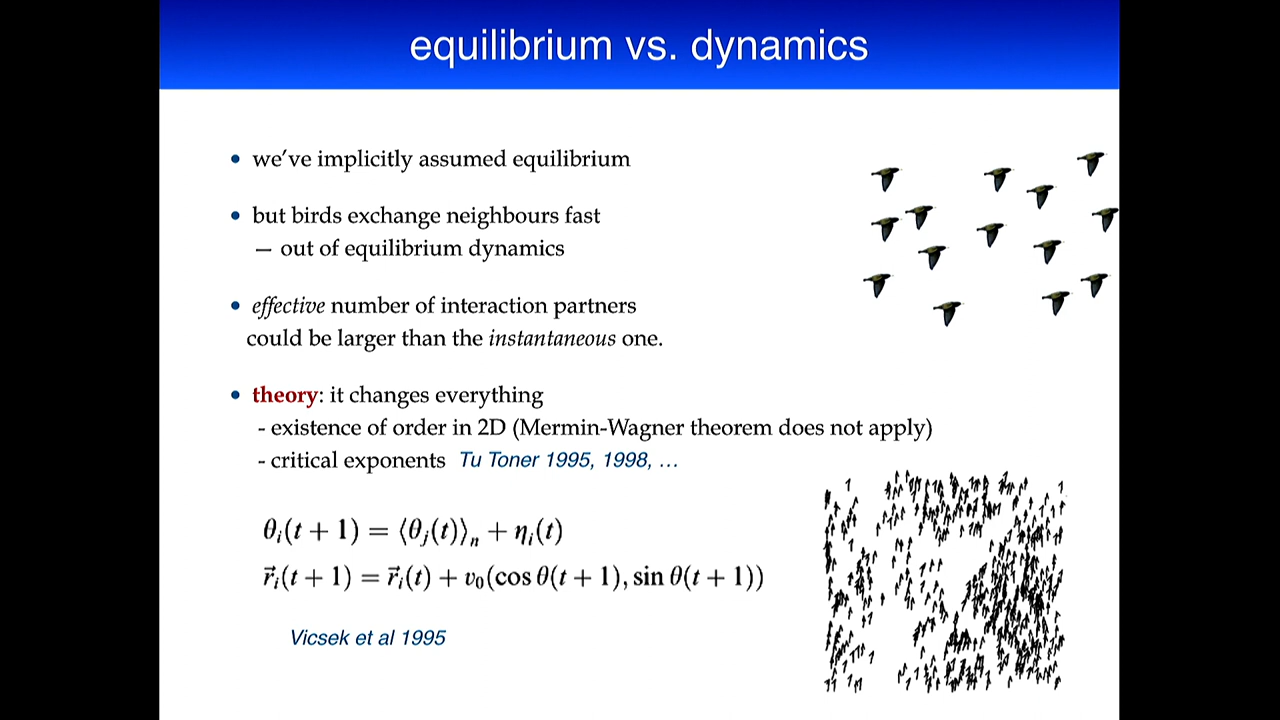 equilibrium vs. dynamics
• we've implicitly assumed equilibrium
• but birds exchange neighbours fast
— out of equilibrium dynamics
• effective number of interaction partners
could be larger than the instantaneous one.
• theory: it changes everything
- existence of order in 2D (Mermin-Wagner theorem does not apply)
- critical exponents Tu Toner 1995, 1998, ...
θᵢ(t + 1) = ⟨θⱼ(t)⟩ₙ + ηᵢ(t)
r⃗ᵢ(t + 1) = r⃗ᵢ(t) + v₀(cos θ(t + 1), sin θ(t + 1))
Vicsek et al 1995